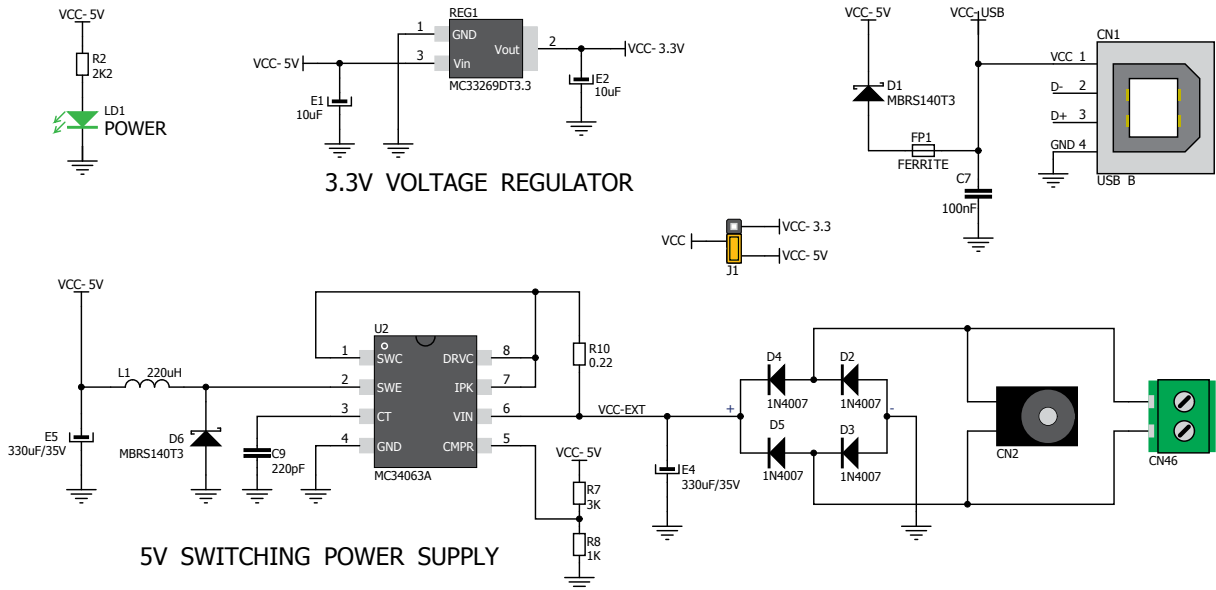 VCC-5V
R2
2K2
LD1
POWER
REG1
1
GND
2
VCC-3.3V
Vout
VCC-5V
3
Vin
MC33269DT3.3
E1
10uF
E2
10uF
3.3V VOLTAGE REGULATOR
VCC-5V
VCC-USB
CN1
VCC 1
D- 2
D+ 3
GND 4
USB B
D1
MBRS140T3
FP1
FERRITE
C7
100nF
VCC
VCC-3.3
VCC-5V
J1
VCC-5V
L1 220uH
E5
330uF/35V
D6
MBRS140T3
C9
220pF
U2
1 SWC DRVC 8
2 SWE IPK 7
3 CT VIN 6
4 GND CMPR 5
MC34063A
R10
0.22
VCC-EXT
VCC-5V
R7
3K
R8
1K
E4
330uF/35V
+
-
D4
1N4007
D2
1N4007
D5
1N4007
D3
1N4007
CN2
CN46
5V SWITCHING POWER SUPPLY